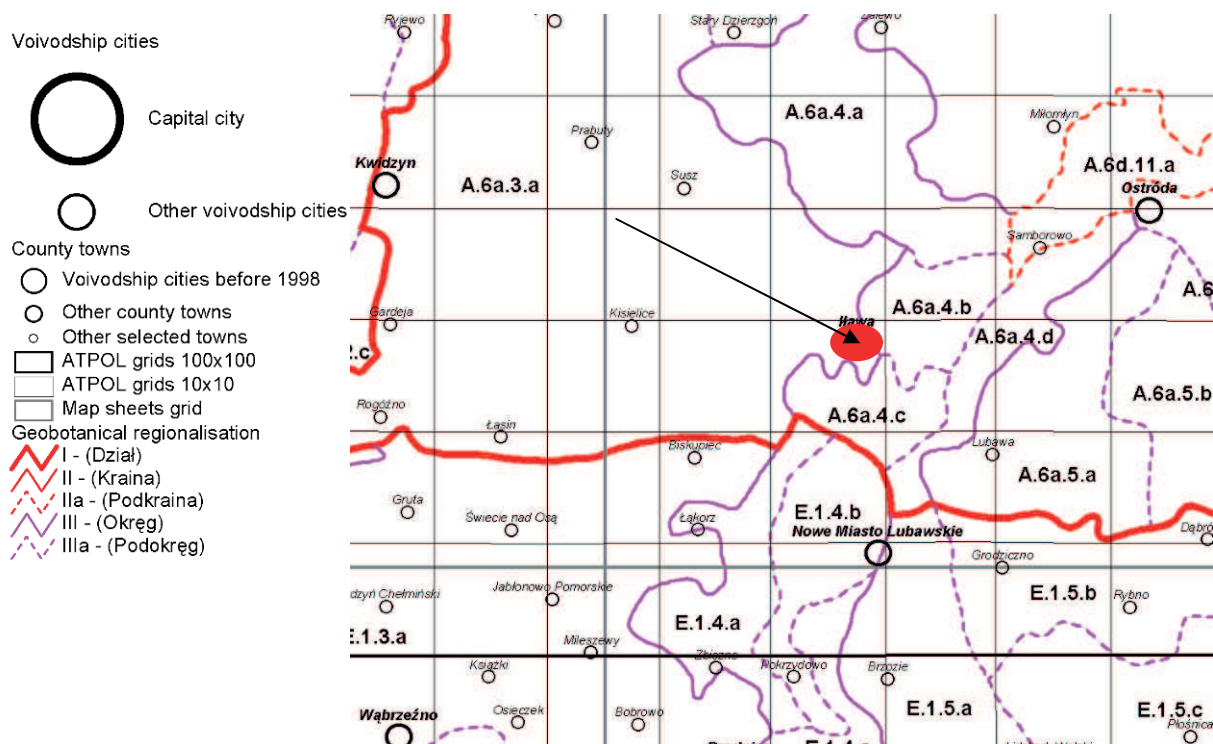 Voivodship cities
Capital city
Other voivodship cities
County towns
Voivodship cities before 1998
Other county towns
Other selected towns
ATPOL grids 100x100
ATPOL grids 10x10
Map sheets grid
Geobotanical regionalisation
I - (Dział)
II - (Kraina)
IIa - (Podkraina)
III - (Okręg)
IIIa - (Podokręg)
Ryjewo
Stary Dzierzgoń
Zalewo
A.6a.4.a
Miłomłyn
Prabuty
Kwidzyn
A.6a.3.a
Susz
A.6d.11.a
Ostróda
Samborowo
A.6
A.6a.4.b
Gardeja
Kisielice
Iława
A.6a.4.d
2.c
A.6a.5.b
Rogóźno
Łasin
A.6a.4.c
Biskupiec
Lubawa
A.6a.5.a
Gruta
Świecie nad Osą
Łąkorz
E.1.4.b
Nowe Miasto Lubawskie
Dąbró
Grodziczno
dzyń Chełmiński
Jabłonowo Pomorskie
E.1.5.b
Rybno
E.1.3.a
E.1.4.a
Mileszewy
Książki
Zbiczno
Pokrzydowo
Brzozie
Wąbrzeźno
Osieczek
Bobrowo
E.1.5.a
E.1.5.c
Płośnica